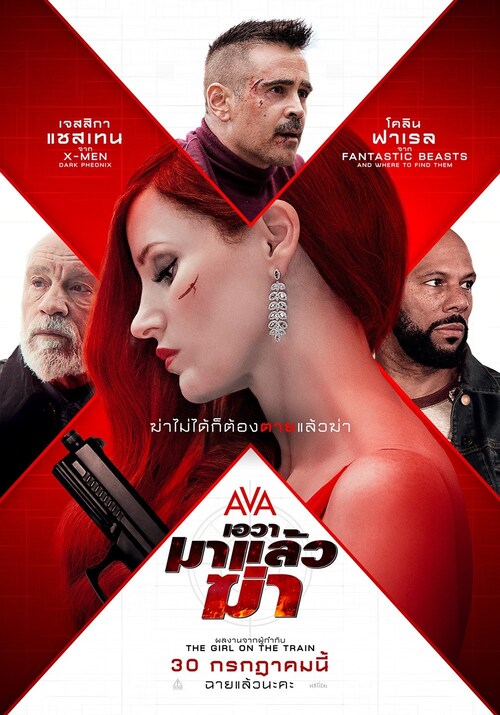 เจสสิกา
แชสเทน
จาก
X-MEN
DARK PHEONIX
โคลิน
ฟาเรล
จาก
FANTASTIC BEASTS
AND WHERE TO FIND THEM
ฆ่าไม่ได้ก็ต้องตายแล้วฆ่า
AVA
เอวา
มาแล้ว
ฆ่า
ผลงานจากผู้กำกับ
THE GIRL ON THE TRAIN
30 กรกฎาคมนี้
ฉายแล้วนะคะ